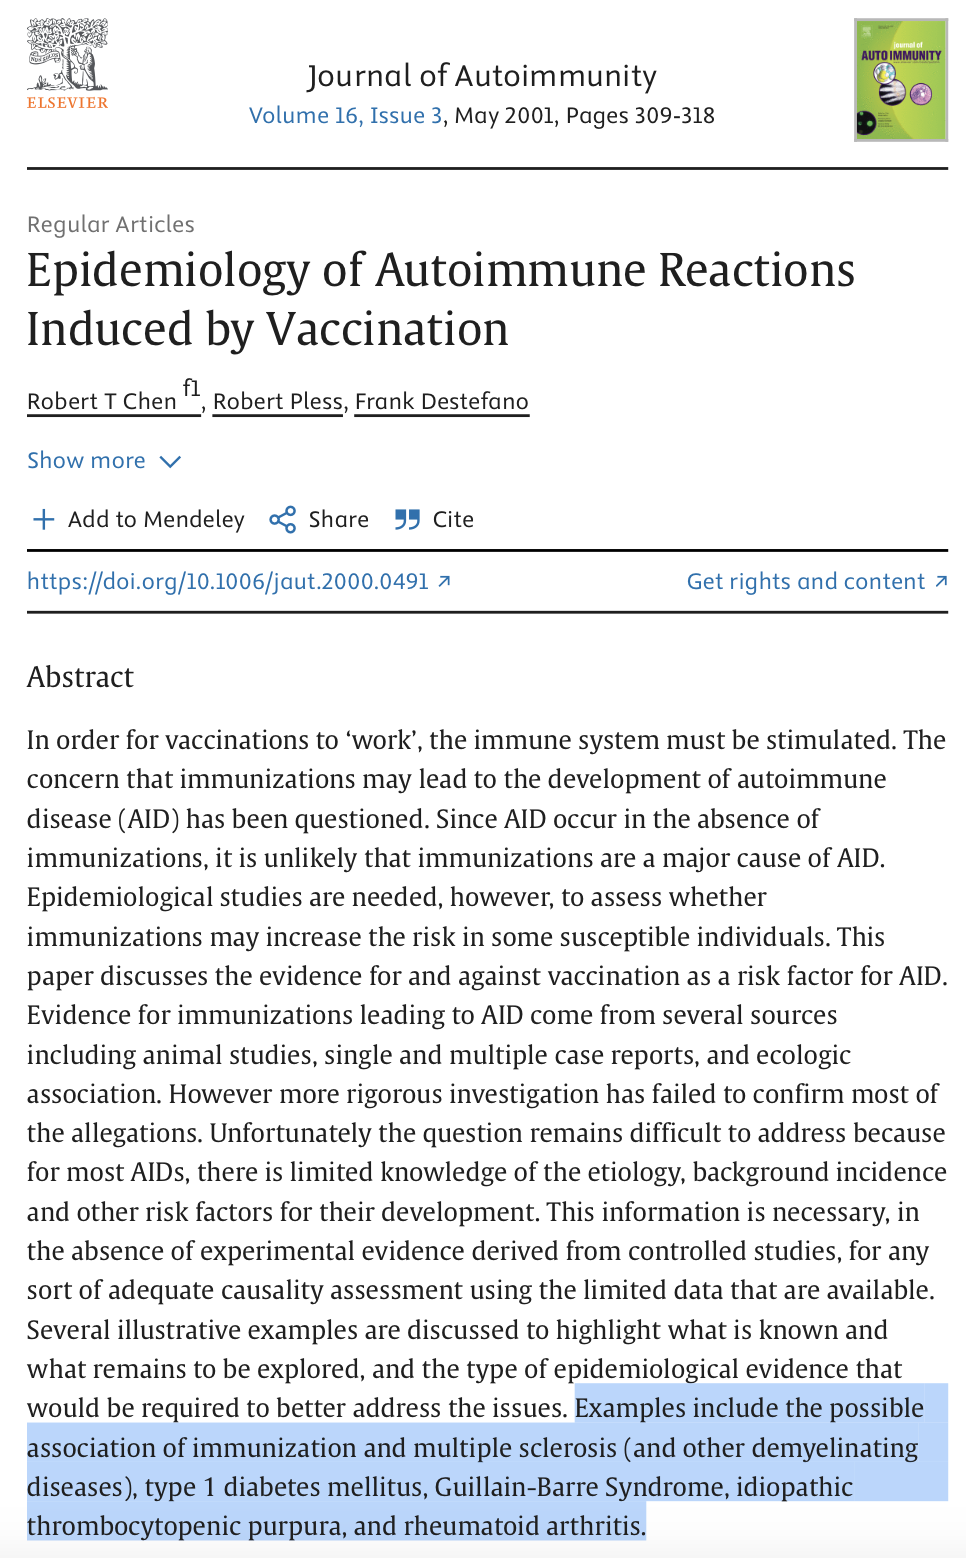 ELSEVIER
Journal of Autoimmunity
Volume 16, Issue 3, May 2001, Pages 309-318
journal of
AUTOIMMUNITY
Regular Articles
Epidemiology of Autoimmune Reactions
Induced by Vaccination
Robert T Chen f1, Robert Pless, Frank Destefano
Show more
Add to Mendeley Share Cite
https://doi.org/10.1006/jaut.2000.0491 Get rights and content
Abstract
In order for vaccinations to ‘work’, the immune system must be stimulated. The
concern that immunizations may lead to the development of autoimmune
disease (AID) has been questioned. Since AID occur in the absence of
immunizations, it is unlikely that immunizations are a major cause of AID.
Epidemiological studies are needed, however, to assess whether
immunizations may increase the risk in some susceptible individuals. This
paper discusses the evidence for and against vaccination as a risk factor for AID.
Evidence for immunizations leading to AID come from several sources
including animal studies, single and multiple case reports, and ecologic
association. However more rigorous investigation has failed to confirm most of
the allegations. Unfortunately the question remains difficult to address because
for most AIDs, there is limited knowledge of the etiology, background incidence
and other risk factors for their development. This information is necessary, in
the absence of experimental evidence derived from controlled studies, for any
sort of adequate causality assessment using the limited data that are available.
Several illustrative examples are discussed to highlight what is known and
what remains to be explored, and the type of epidemiological evidence that
would be required to better address the issues. Examples include the possible
association of immunization and multiple sclerosis (and other demyelinating
diseases), type 1 diabetes mellitus, Guillain-Barre Syndrome, idiopathic
thrombocytopenic purpura, and rheumatoid arthritis.